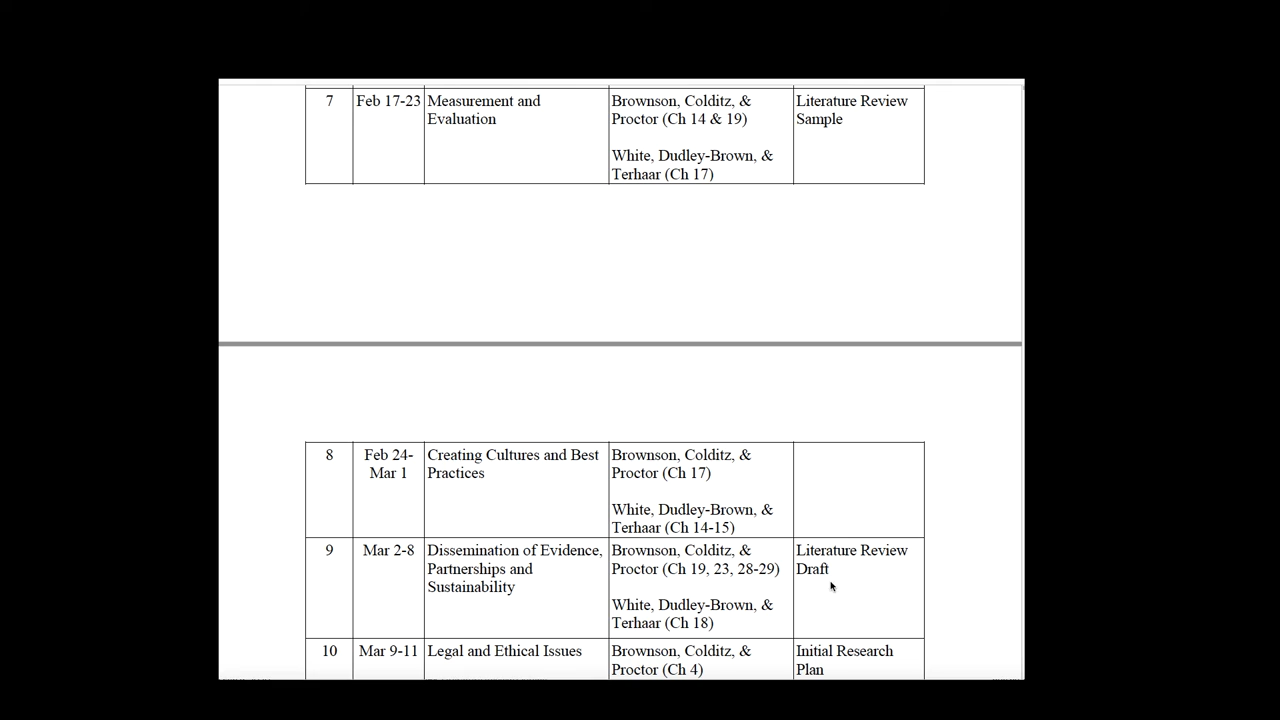 7
Feb 17-23
Measurement and
Evaluation
Brownson, Colditz, &
Proctor (Ch 14 & 19)
White, Dudley-Brown, &
Terhaar (Ch 17)
Literature Review
Sample
8
Feb 24-
Mar 1
Creating Cultures and Best
Practices
Brownson, Colditz, &
Proctor (Ch 17)
White, Dudley-Brown, &
Terhaar (Ch 14-15)
9
Mar 2-8
Dissemination of Evidence,
Partnerships and
Sustainability
Brownson, Colditz, &
Proctor (Ch 19, 23, 28-29)
White, Dudley-Brown, &
Terhaar (Ch 18)
Literature Review
Draft
10
Mar 9-11
Legal and Ethical Issues
Brownson, Colditz, &
Proctor (Ch 4)
Initial Research
Plan